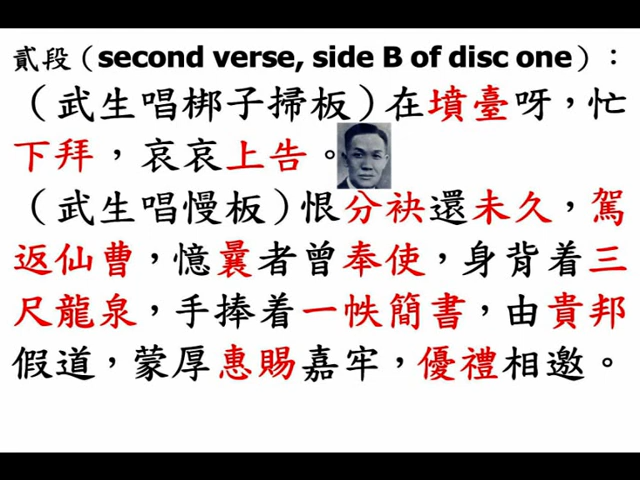 貳段（second verse, side B of disc one）：
（武生唱梆子掃板）在墳臺呀，忙
下拜，哀哀上告。
（武生唱慢板）恨分袂還未久，駕
返仙曹，憶曩者曾奉使，身背着三
尺龍泉，手捧着一帙簡書，由貴邦
假道，蒙厚惠賜嘉牢，優禮相邀。